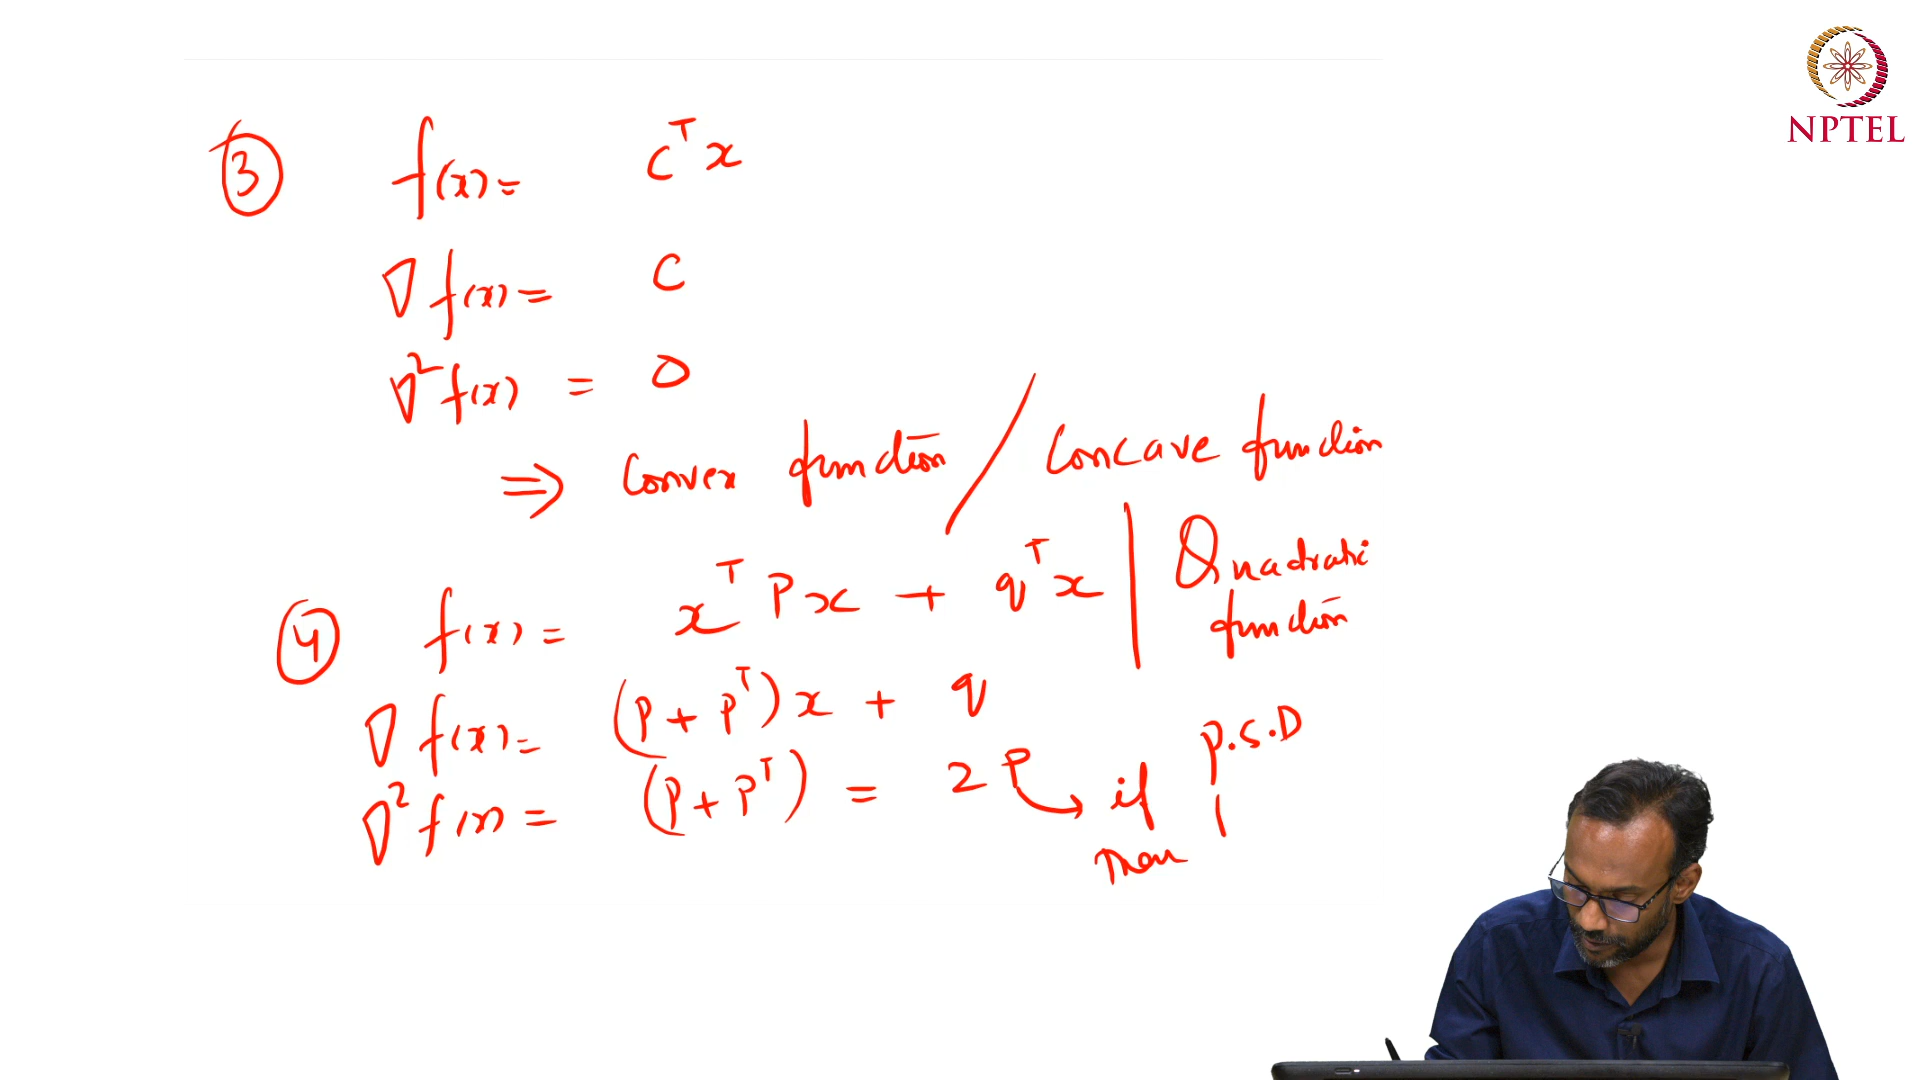 NPTEL
③ f(x) = cᵀx
∇f(x) = c
∇²f(x) = 0
⇒ convex function / concave function
④ f(x) = xᵀPx + qᵀx | Quadratic function
∇f(x) = (P + Pᵀ)x + q
∇²f(x) = (P + Pᵀ) = 2P → if P.S.D
then